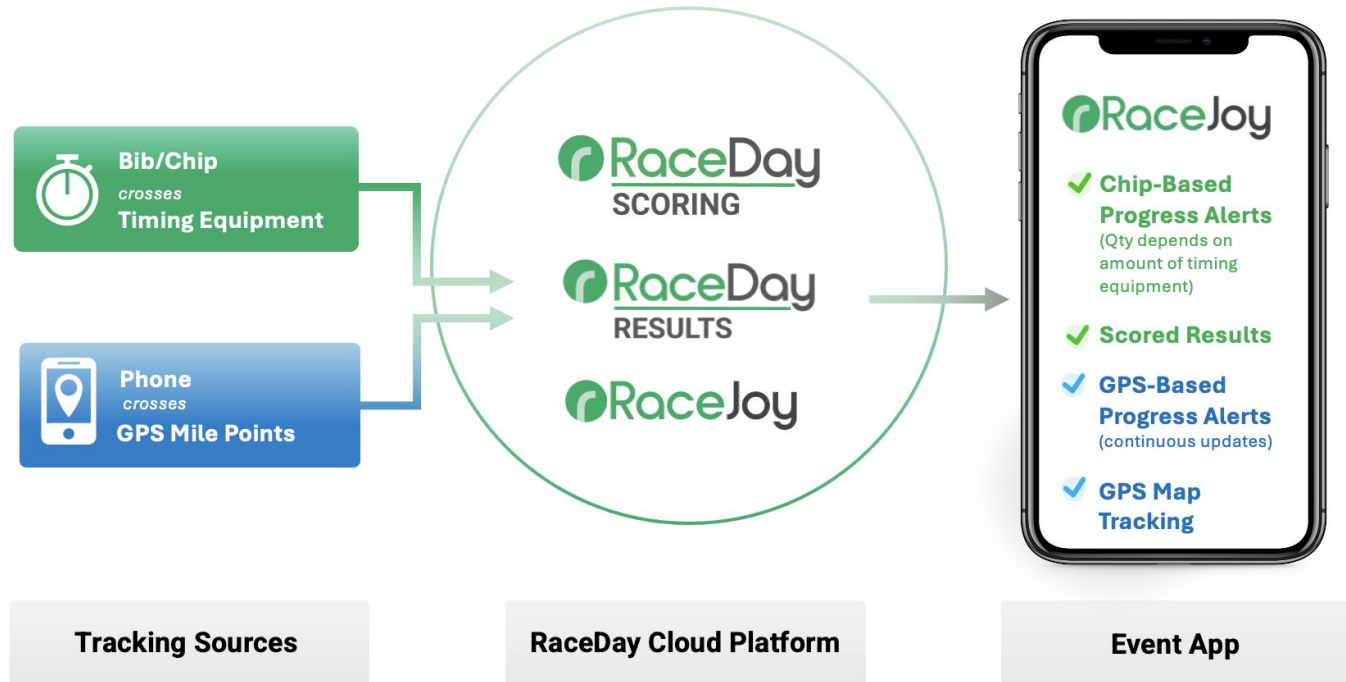 Bib/Chip
crosses
Timing Equipment
Phone
crosses
GPS Mile Points
RaceDay
SCORING
RaceDay
RESULTS
RaceJoy
RaceJoy
Chip-Based
Progress Alerts
(Qty depends on
amount of timing
equipment)
Scored Results
GPS-Based
Progress Alerts
(continuous updates)
GPS Map
Tracking
Tracking Sources
RaceDay Cloud Platform
Event App